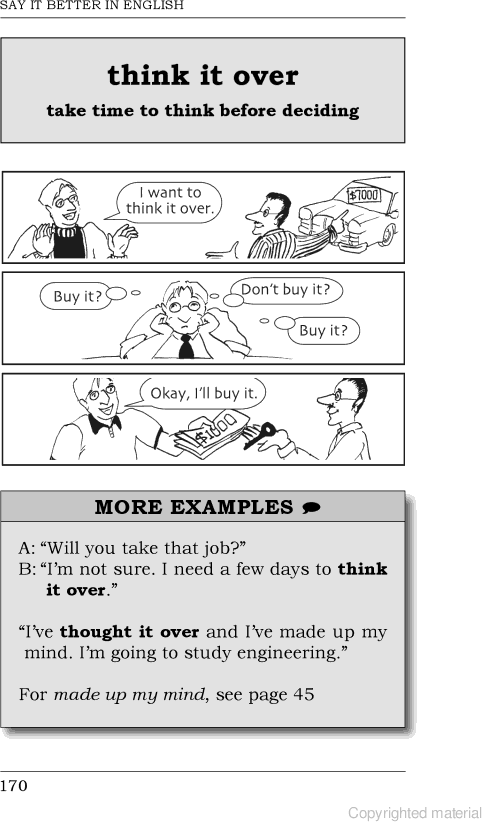 SAY IT BETTER IN ENGLISH
think it over
take time to think before deciding
I want to
think it over.
$7000
Buy it?
Don't buy it?
Buy it?
Okay, I'll buy it.
$1000
MORE EXAMPLES
A: “Will you take that job?”
B: “I'm not sure. I need a few days to think
it over.”
“I've thought it over and I've made up my
mind. I'm going to study engineering.”
For made up my mind, see page 45
170
Copyrighted material